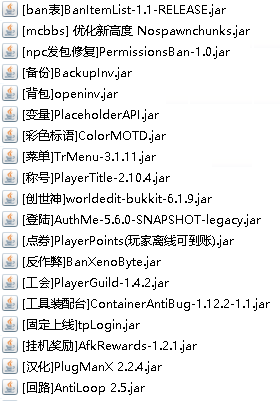 [ban表]BanItemList-1.1-RELEASE.jar
[mcbbs] 优化新高度 Nospawnchunks.jar
[npc发包修复]PermissionsBan-1.0.jar
[备份]BackupInv.jar
[背包]openinv.jar
[变量]PlaceholderAPI.jar
[彩色标语]ColorMOTD.jar
[菜单]TrMenu-3.1.11.jar
[称号]PlayerTitle-2.10.4.jar
[创世神]worldedit-bukkit-6.1.9.jar
[登陆]AuthMe-5.6.0-SNAPSHOT-legacy.jar
[点券]PlayerPoints(玩家离线可到账).jar
[反作弊]BanXenoByte.jar
[工会]PlayerGuild-1.4.2.jar
[工具装配台]ContainerAntiBug-1.12.2-1.1.jar
[固定上线]tpLogin.jar
[挂机奖励]AfkRewards-1.2.1.jar
[汉化]PlugManX 2.2.4.jar
[回路]AntiLoop 2.5.jar